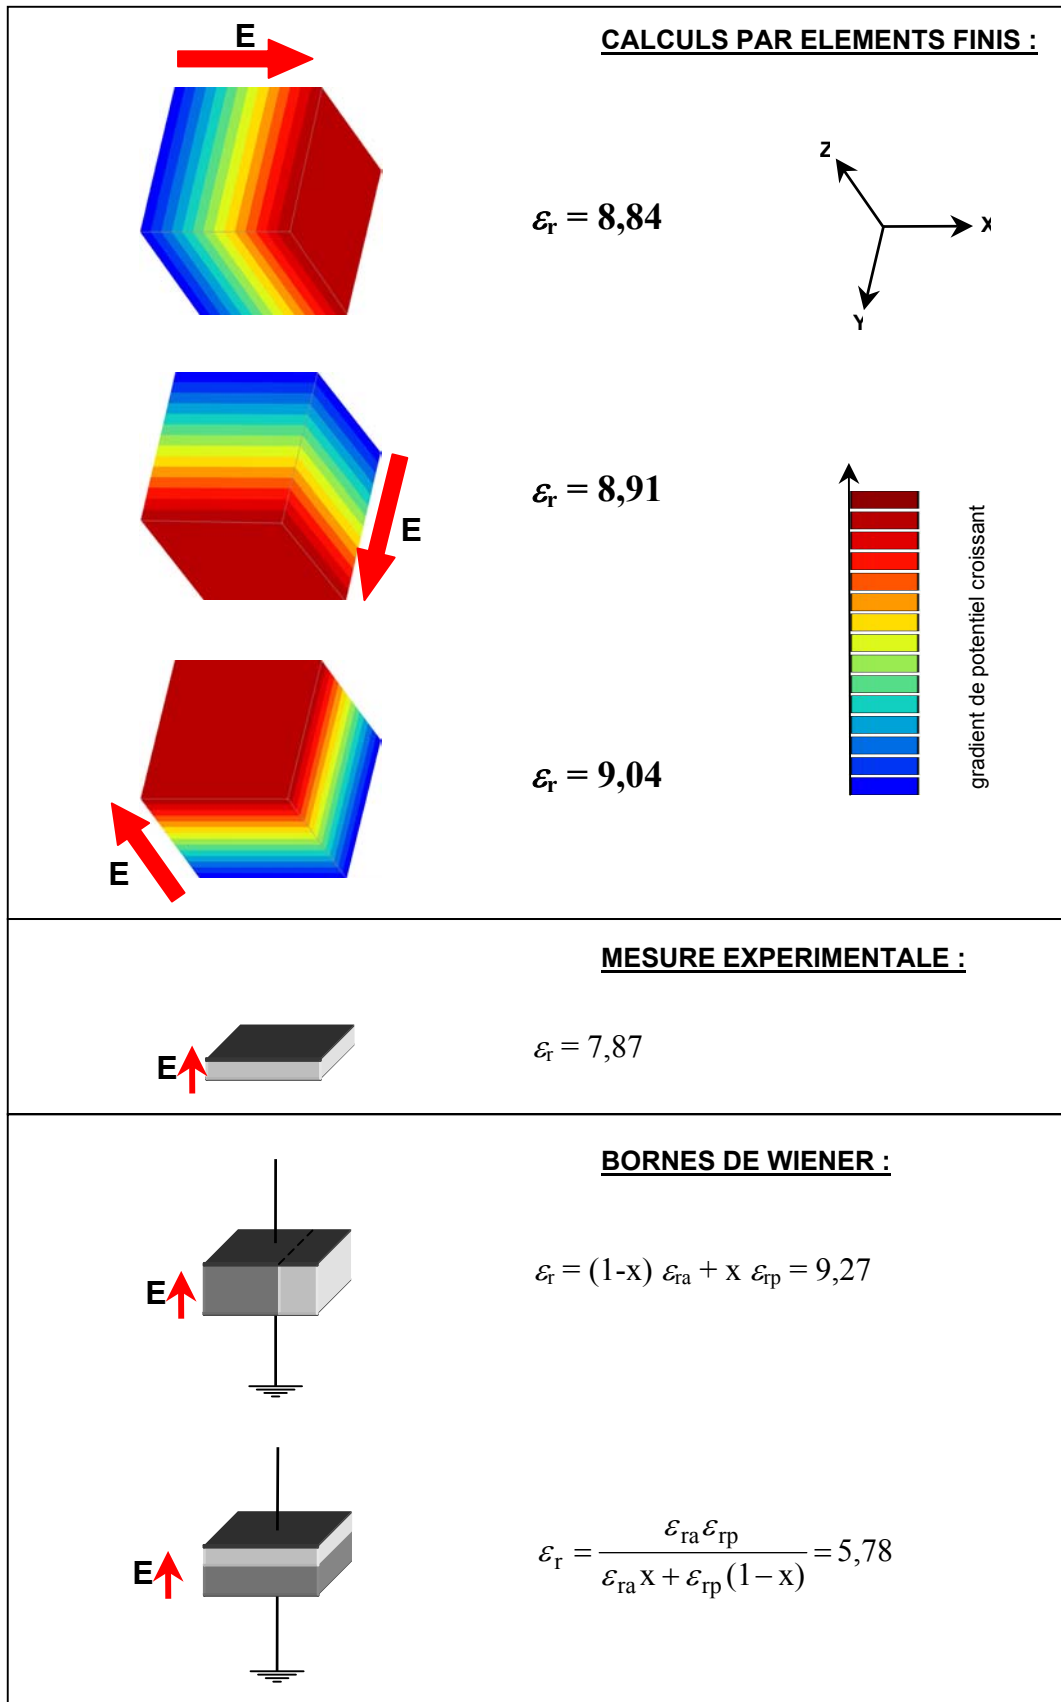 E
CALCULS PAR ELEMENTS FINIS :
Z
X
Y
εr = 8,84
εr = 8,91
E
gradient de potentiel croissant
εr = 9,04
E
MESURE EXPERIMENTALE :
E
εr = 7,87
BORNES DE WIENER :
E
εr = (1-x) εra + x εrp = 9,27
E
εr = εra εrp / εra x + εrp (1 − x) = 5,78